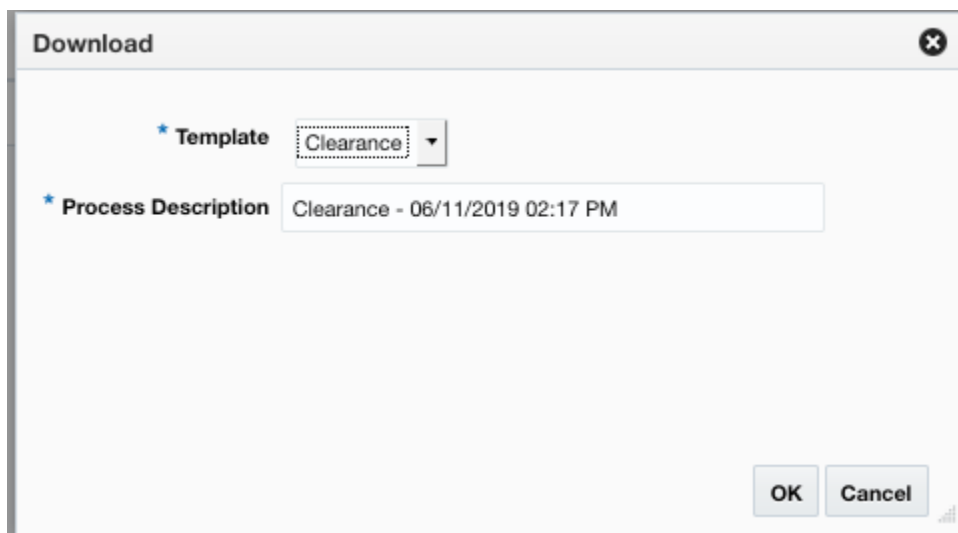 Download
* Template Clearance
* Process Description Clearance - 06/11/2019 02:17 PM
OK Cancel